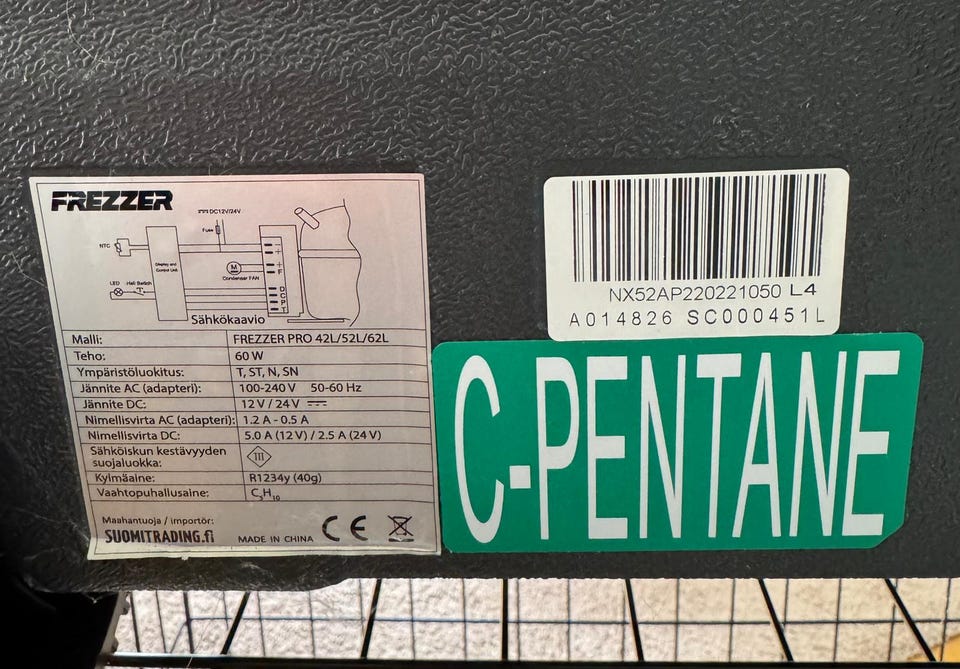 FREZZER
DC12V/24V
Fuse
NTC
Display and
Control Unit
M
Condenser FAN
LED Hall Switch
+
-
+
F
D
C
P
T
Sähkökaavio
Malli: FREZZER PRO 42L/52L/62L
Teho: 60 W
Ympäristöluokitus: T, ST, N, SN
Jännite AC (adapteri): 100-240 V 50-60 Hz
Jännite DC: 12 V / 24 V
Nimellisvirta AC (adapteri): 1.2 A - 0.5 A
Nimellisvirta DC: 5.0 A (12 V) / 2.5 A (24 V)
Sähköiskun kestävyyden
suojaluokka: III
Kylmäaine: R1234y (40g)
Vaahtopuhallusaine: C₅H₁₀
Maahantuoja / importör:
SUOMITRADING.fi MADE IN CHINA CE
NX52AP220221050 L4
A014826 SC000451L
C-PENTANE